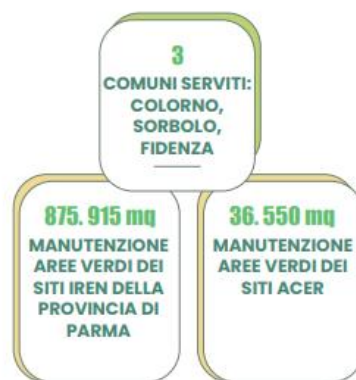 3
COMUNI SERVITI:
COLORNO,
SORBOLO,
FIDENZA
875. 915 mq
MANUTENZIONE
AREE VERDI DEI
SITI IREN DELLA
PROVINCIA DI
PARMA
36. 550 mq
MANUTENZIONE
AREE VERDI DEI
SITI ACER